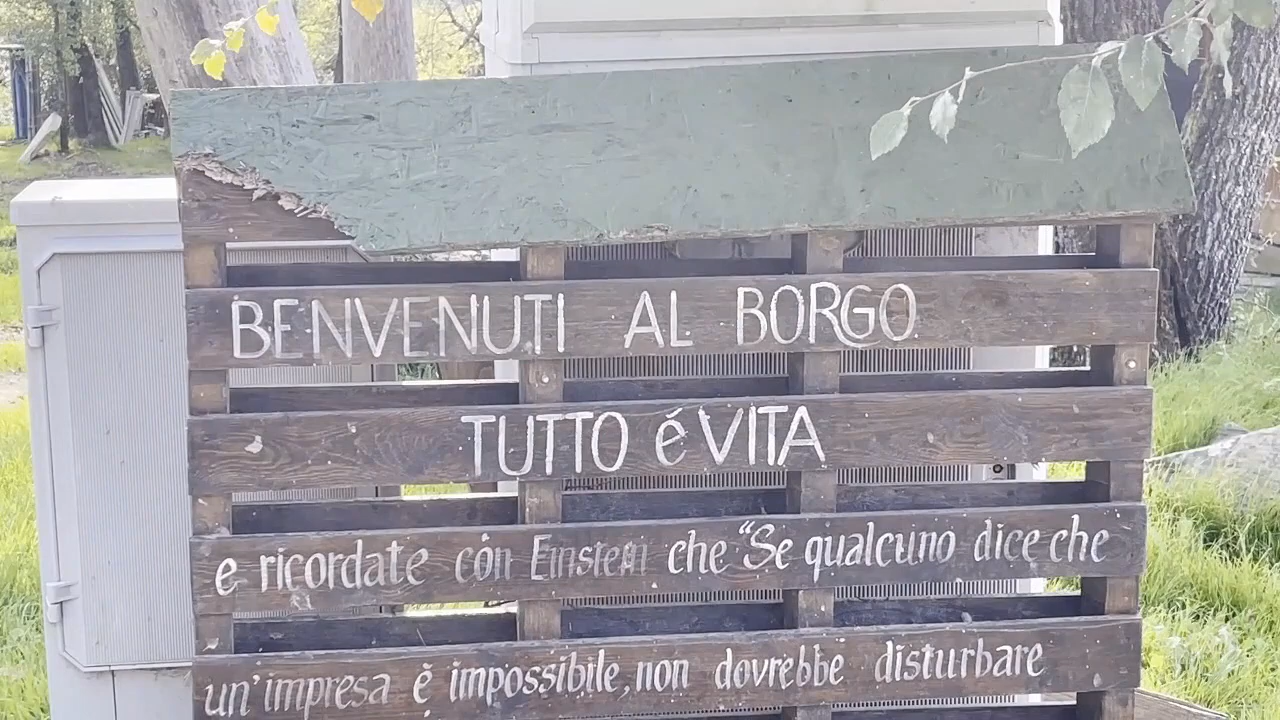 BENVENUTI AL BORGO
TUTTO é VITA
e ricordate con Einstein che "Se qualcuno dice che
un'impresa è impossibile, non dovrebbe disturbare